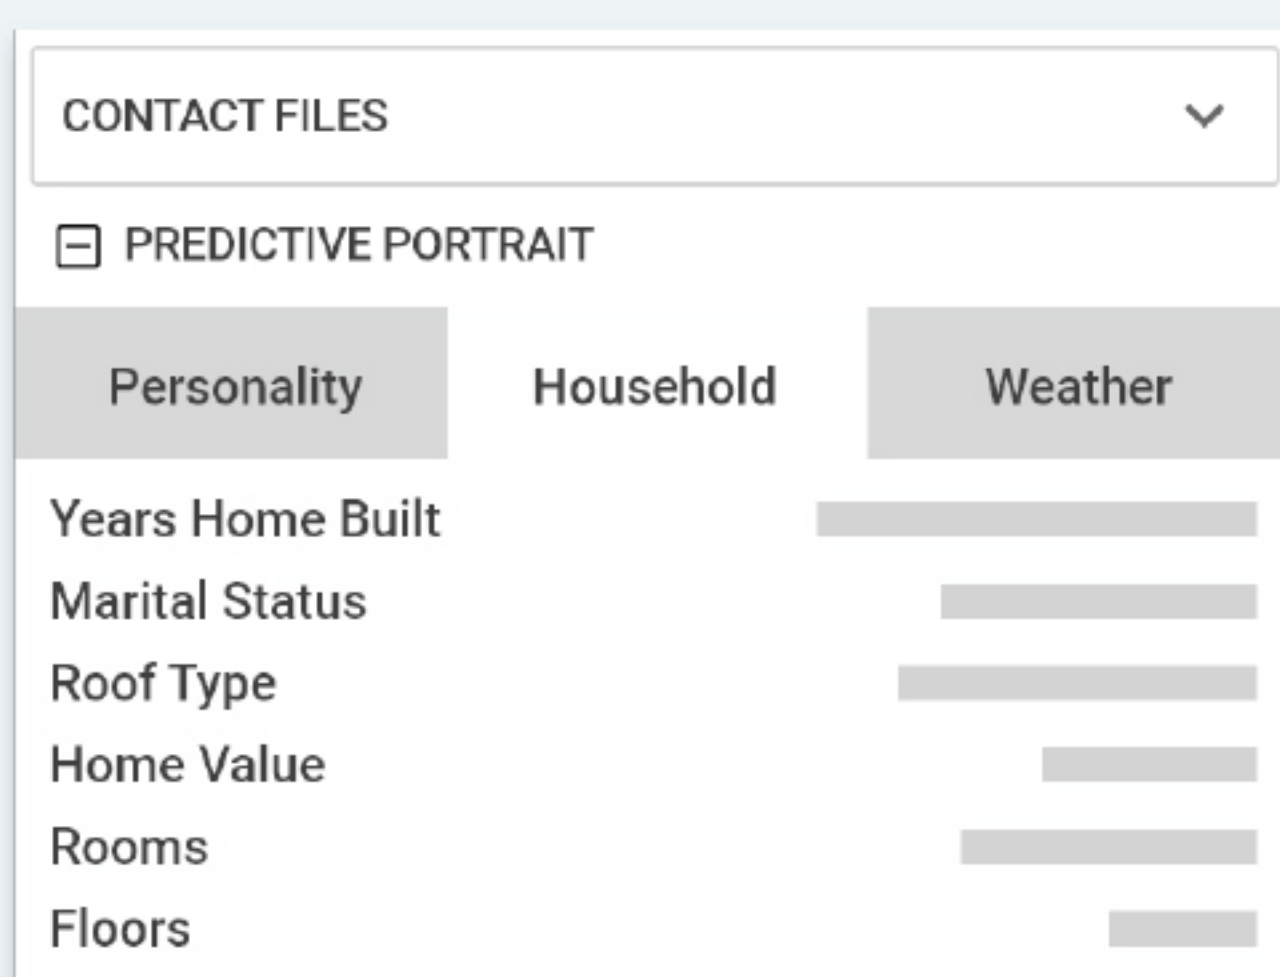 CONTACT FILES
PREDICTIVE PORTRAIT
Personality Household Weather
Years Home Built
Marital Status
Roof Type
Home Value
Rooms
Floors